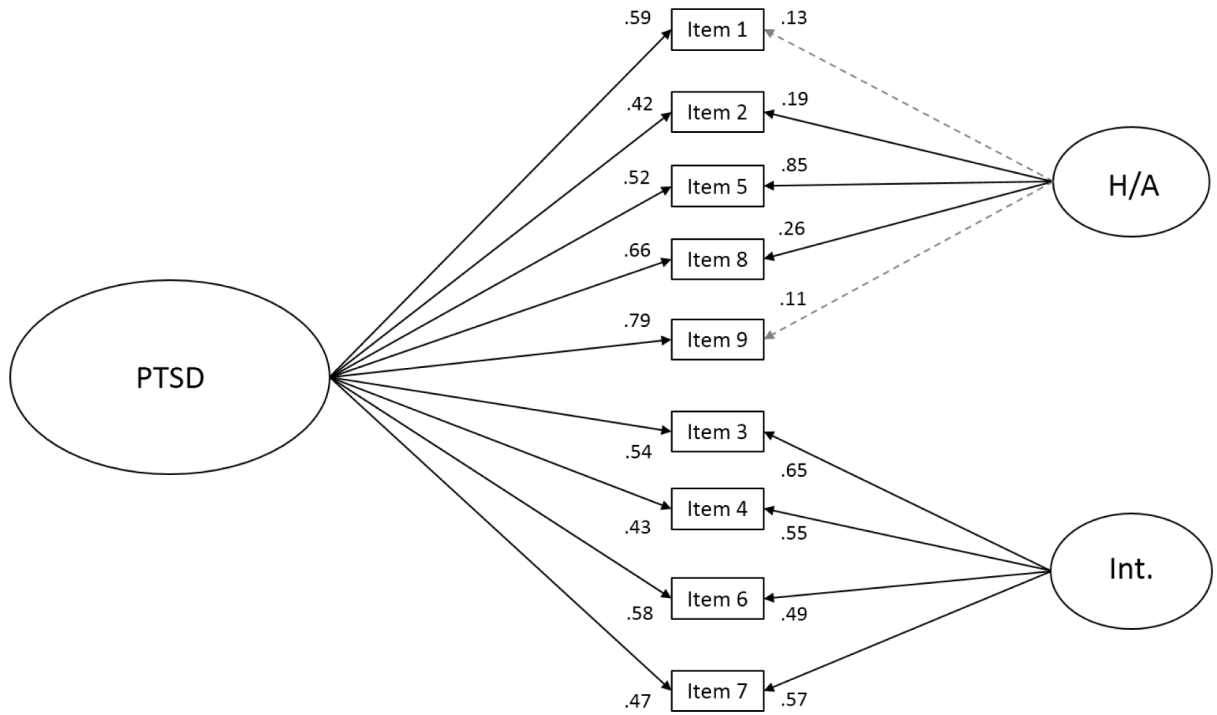 .59 Item 1 .13
.42 Item 2 .19
.52 Item 5 .85
H/A
.66 Item 8 .26
.79 Item 9 .11
PTSD
.54 Item 3 .65
.43 Item 4 .55
Int.
.58 Item 6 .49
.47 Item 7 .57